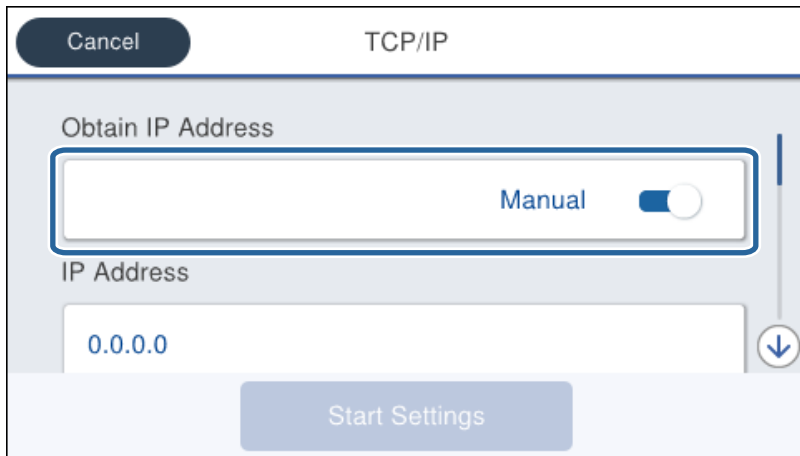 Cancel TCP/IP
Obtain IP Address
Manual
IP Address
0.0.0.0
Start Settings